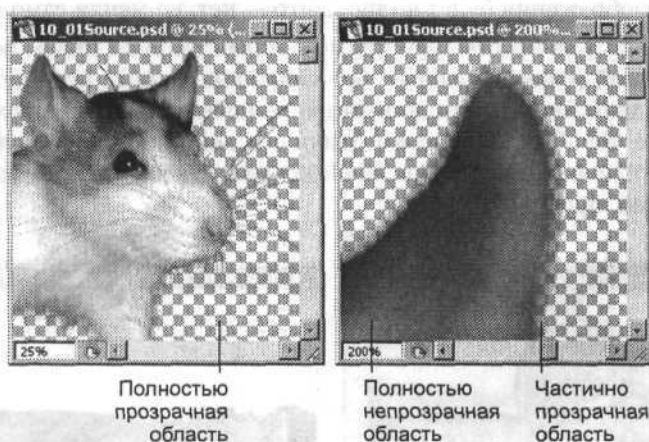 10_01Source.psd @ 25% (...
10_01Source.psd @ 200%...
25%
200%
Полностью
прозрачная
область
Полностью
непрозрачная
область
Частично
прозрачная
область